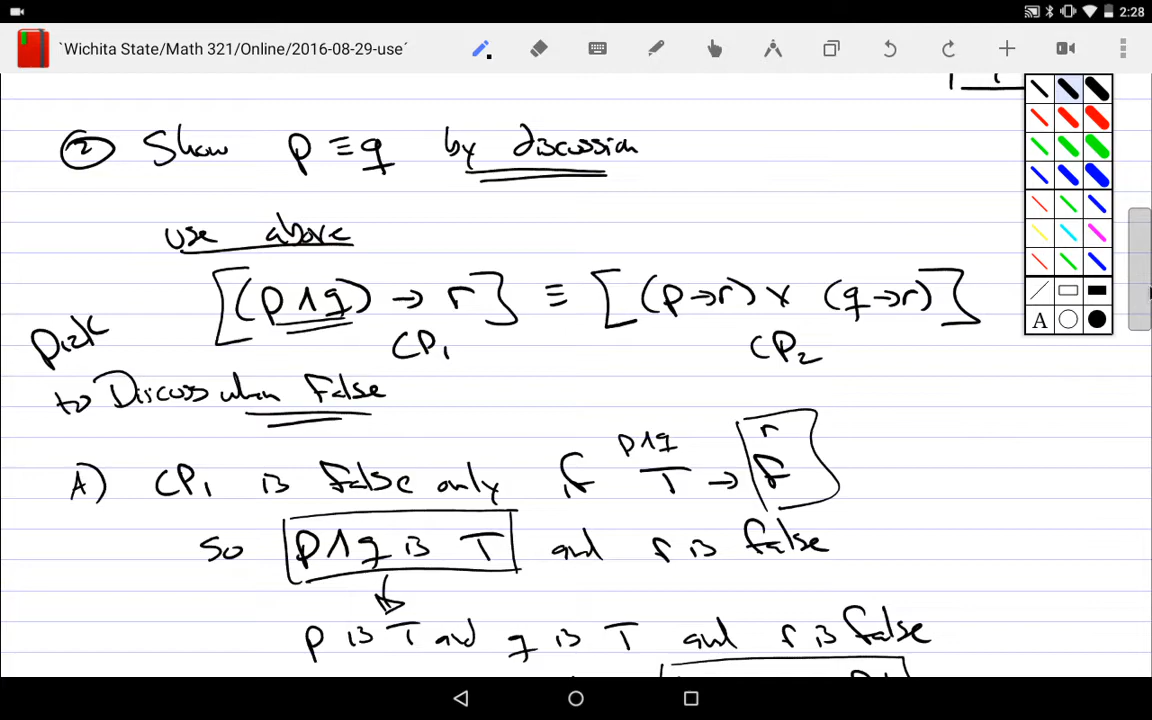 2:28
`Wichita State/Math 321/Online/2016-08-29-use´
② Show p ≡ q by discussion
use above
[(p ∧ q) → r] ≡ [(p → r) ∨ (q → r)]
CP₁ CP₂
Pick
to Discuss when False
p∧q r
A) CP₁ is false only if T → F
so p∧q is T and r is false
p is T and q is T and r is false
A